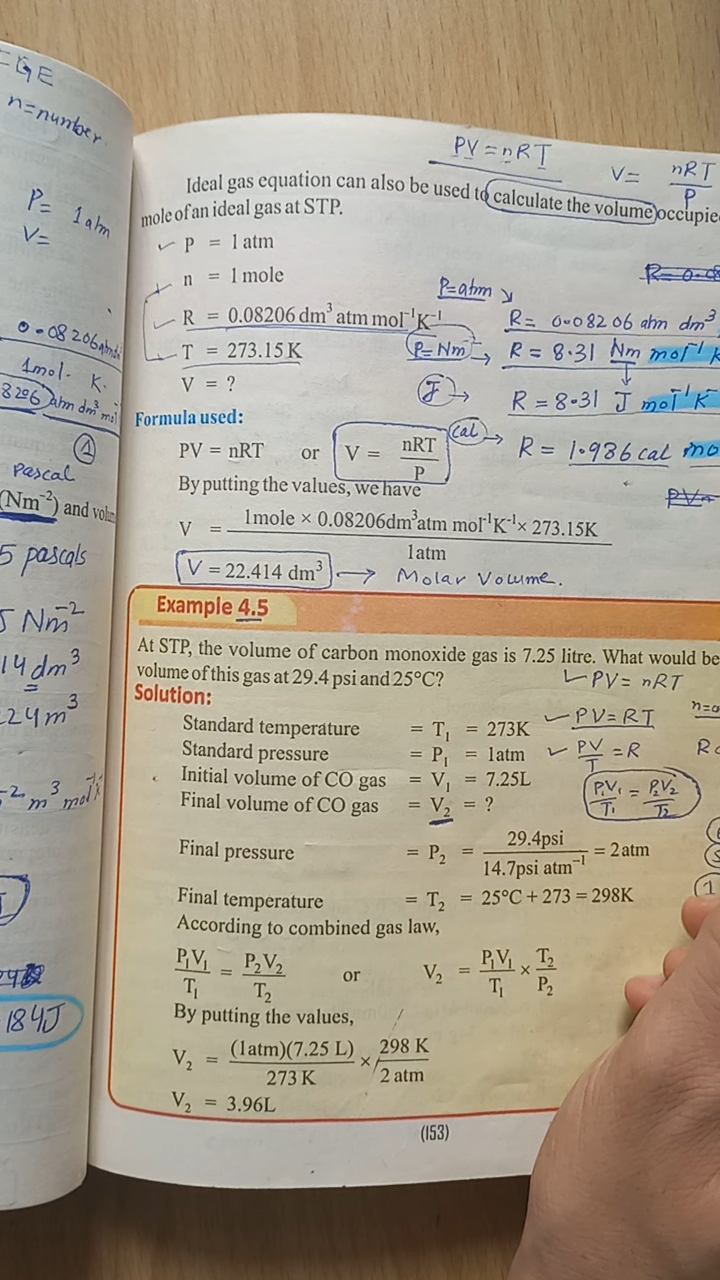 n=number
P= 1 atm
V=
1mol. K.
1
Pascal
(Nm⁻²) and
5 pascals
5 Nm⁻²
14 dm³
224 m³
⁻² m³ mol⁻¹
184J
PV = nRT V = nRT/P
Ideal gas equation can also be used to calculate the volume
mole of an ideal gas at STP.
P = 1 atm
n = 1 mole
P=atm
R = 0.08206 dm³ atm mol⁻¹K⁻¹ R= 0.08206 atm dm³
T = 273.15 K P=Nm⁻² → R = 8.31 Nm mol⁻¹
V = ?
J → R = 8.31 J mol⁻¹ K⁻
Formula used:
Cal → R = 1.986 cal mo
PV = nRT or V = nRT/P
By putting the values, we have
V = 1mole × 0.08206dm³atm mol⁻¹K⁻¹× 273.15K / 1atm
V = 22.414 dm³ → Molar Volume.
Example 4.5
At STP, the volume of carbon monoxide gas is 7.25 litre. What would be
volume of this gas at 29.4 psi and 25°C? PV = nRT
Solution:
Standard temperature = T₁ = 273K PV = RT
Standard pressure = P₁ = 1atm PV/T = R
Initial volume of CO gas = V₁ = 7.25L
Final volume of CO gas = V₂ = ? P₁V₁/T₁ = P₂V₂/T₂
Final pressure = P₂ = 29.4psi / 14.7psi atm⁻¹ = 2 atm
Final temperature = T₂ = 25°C + 273 = 298K
According to combined gas law,
P₁V₁/T₁ = P₂V₂/T₂ or V₂ = P₁V₁/T₁ × T₂/P₂
By putting the values,
V₂ = (1atm)(7.25 L)/273 K × 298 K/2 atm
V₂ = 3.96L
(153)